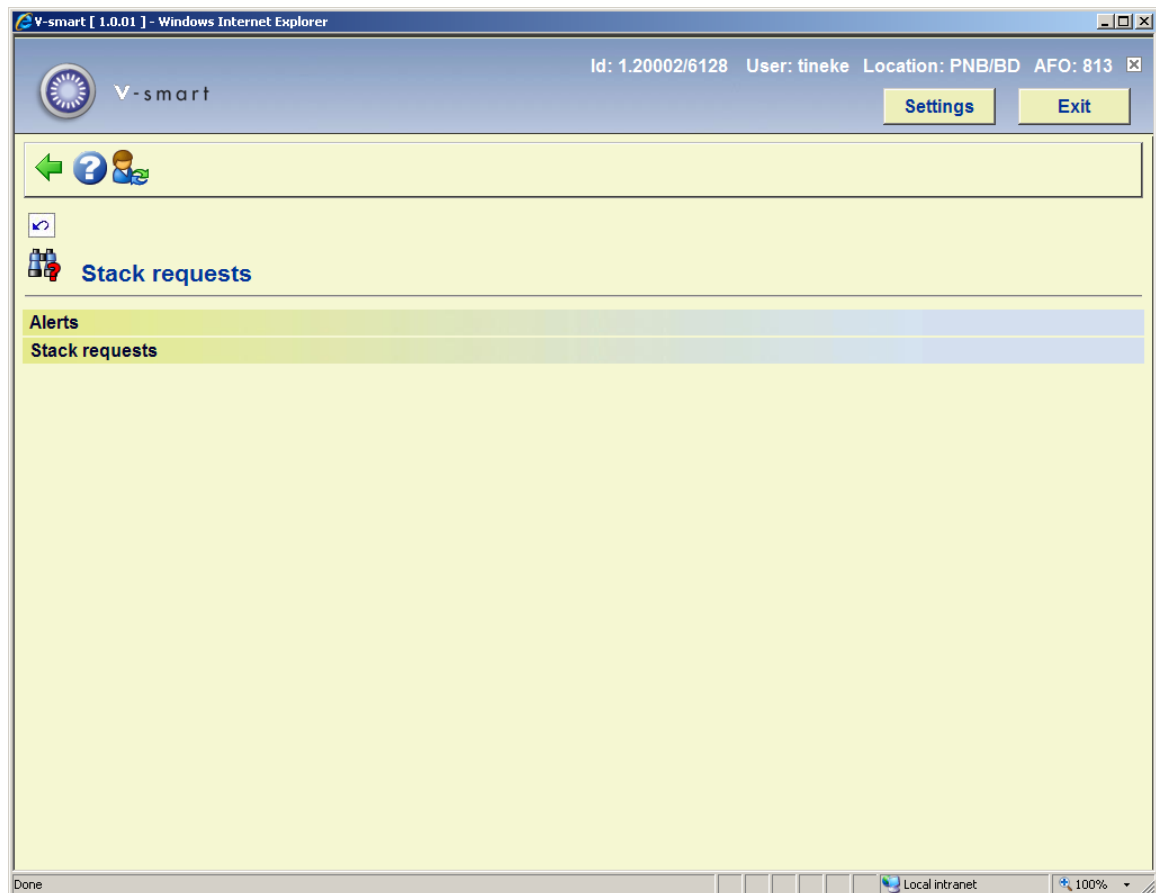 V-smart [ 1.0.01 ] - Windows Internet Explorer
Id: 1.20002/6128 User: tineke Location: PNB/BD AFO: 813
V-smart
Settings Exit
Stack requests
Alerts
Stack requests
Done Local intranet 100%